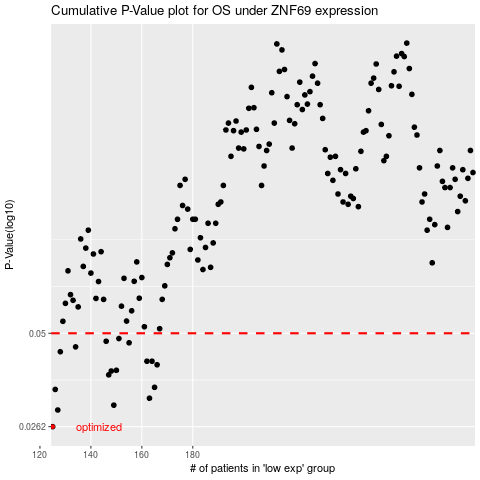 Cumulative P-Value plot for OS under ZNF69 expression
P-Value(log10)
0.05
0.0262
optimized
120 140 160 180
# of patients in 'low exp' group